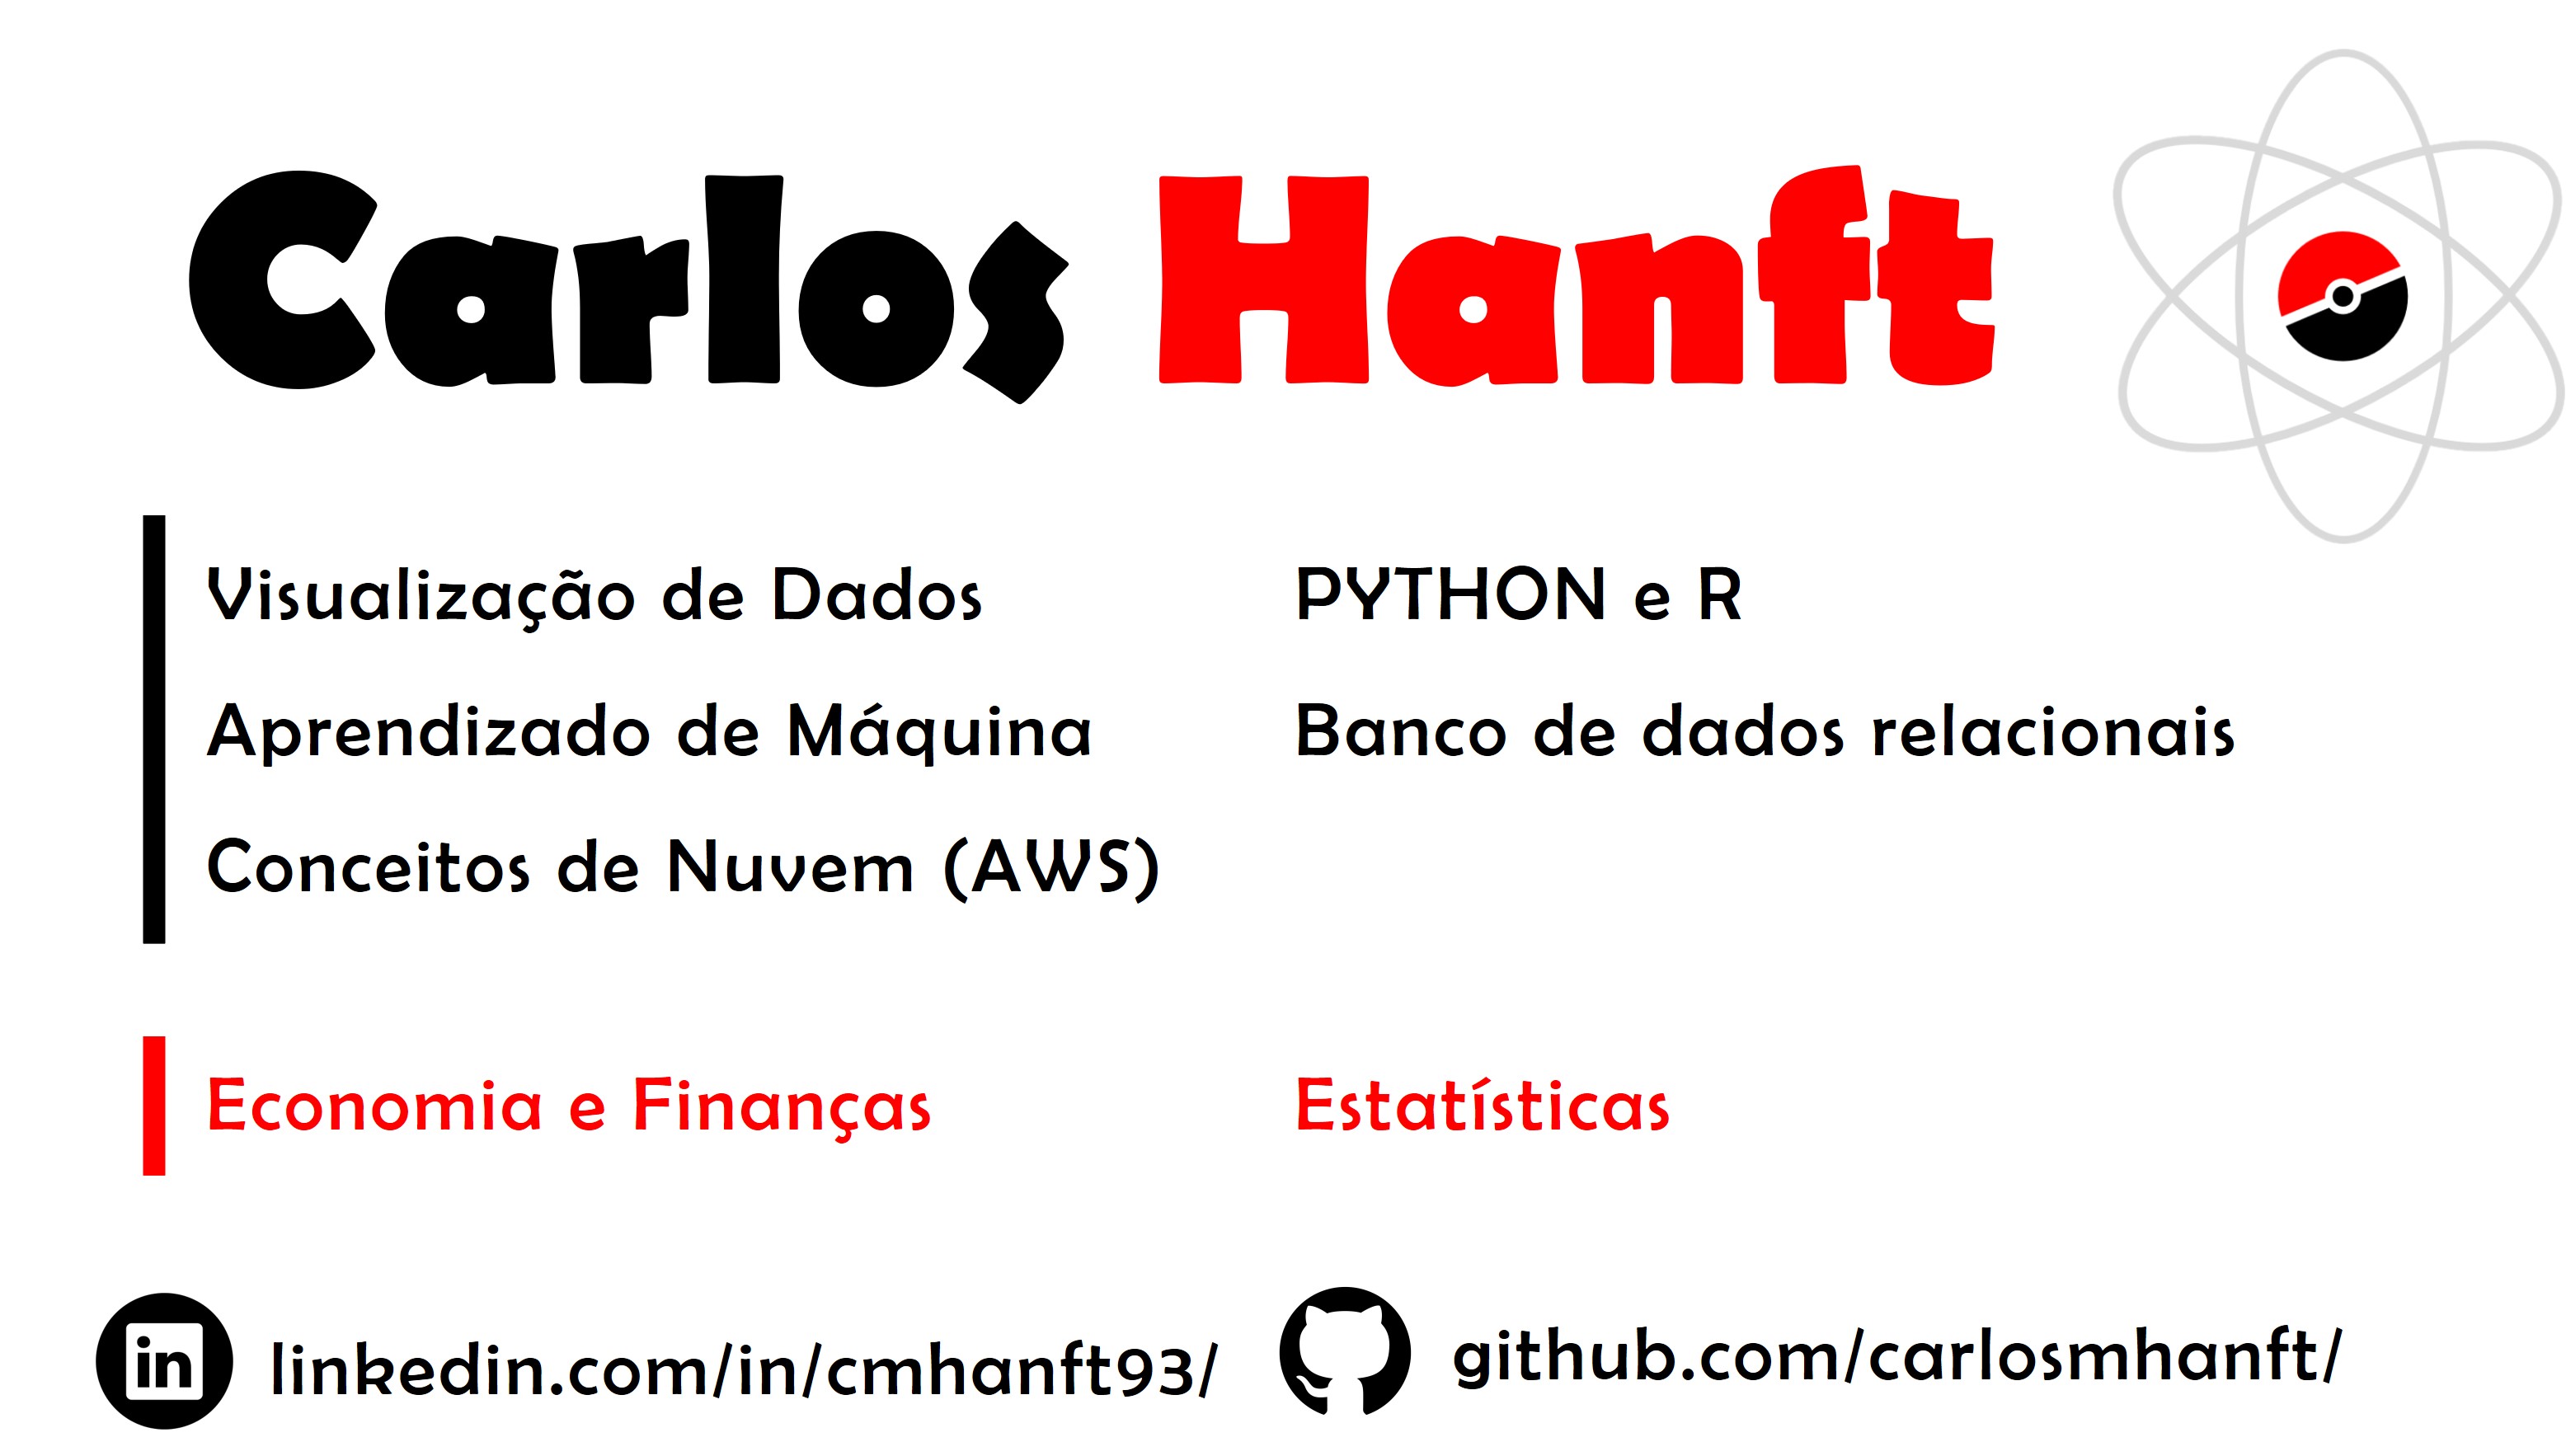 Carlos Hanft
Visualização de Dados
PYTHON e R
Aprendizado de Máquina
Banco de dados relacionais
Conceitos de Nuvem (AWS)
Economia e Finanças
Estatísticas
in
linkedin.com/in/cmhanft93/
github.com/carlosmhanft/